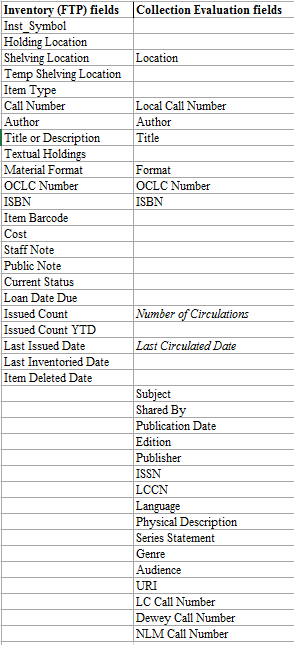 Inventory (FTP) fields Collection Evaluation fields
Inst_Symbol
Holding Location
Shelving Location Location
Temp Shelving Location
Item Type
Call Number Local Call Number
Author Author
Title or Description Title
Textual Holdings
Material Format Format
OCLC Number OCLC Number
ISBN ISBN
Item Barcode
Cost
Staff Note
Public Note
Current Status
Loan Date Due
Issued Count Number of Circulations
Issued Count YTD
Last Issued Date Last Circulated Date
Last Inventoried Date
Item Deleted Date
Subject
Shared By
Publication Date
Edition
Publisher
ISSN
LCCN
Language
Physical Description
Series Statement
Genre
Audience
URI
LC Call Number
Dewey Call Number
NLM Call Number